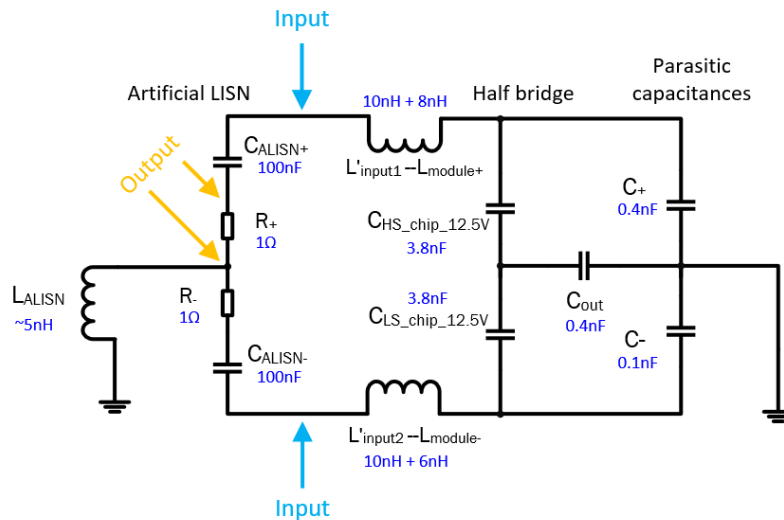 Input
Artificial LISN
10nH + 8nH
Half bridge
Parasitic
capacitances
Output
CALISN+
100nF
L'input1--Lmodule+
C+
0.4nF
R+
1Ω
CHS_chip_12.5V
3.8nF
LALISN
~5nH
R-
1Ω
3.8nF
CLS_chip_12.5V
Cout
0.4nF
C-
0.1nF
CALISN-
100nF
L'input2--Lmodule-
10nH + 6nH
Input